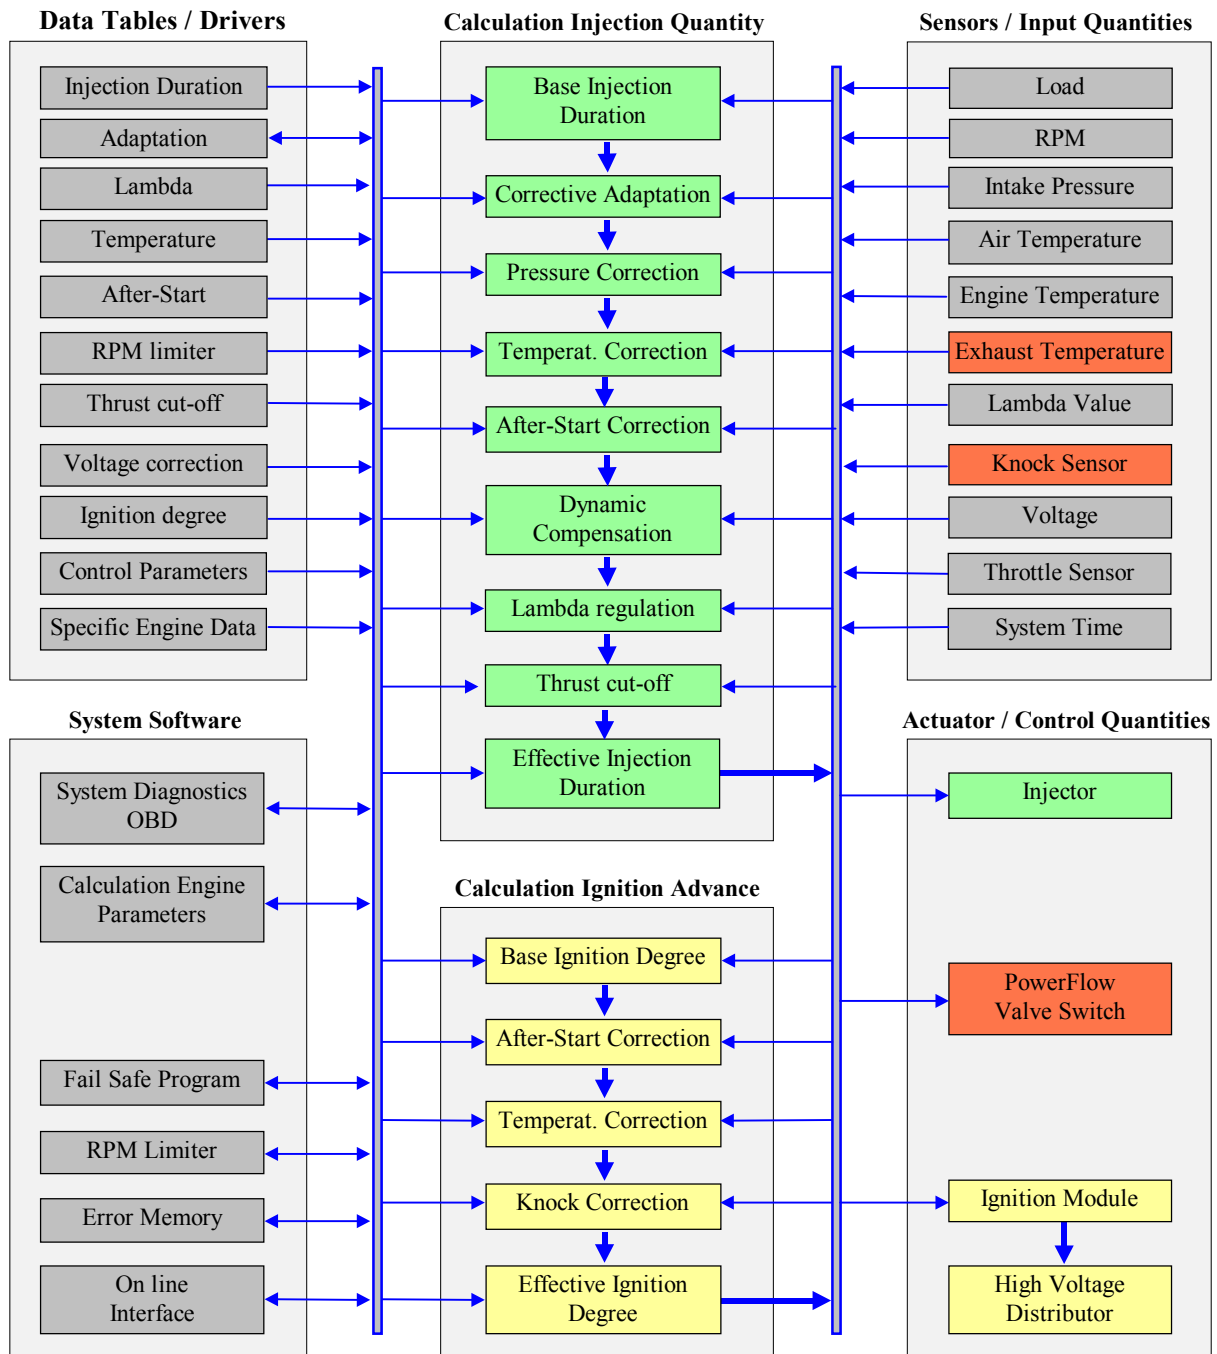 Data Tables / Drivers
Injection Duration
Adaptation
Lambda
Temperature
After-Start
RPM limiter
Thrust cut-off
Voltage correction
Ignition degree
Control Parameters
Specific Engine Data
Calculation Injection Quantity
Base Injection
Duration
Corrective Adaptation
Pressure Correction
Temperat. Correction
After-Start Correction
Dynamic
Compensation
Lambda regulation
Thrust cut-off
Effective Injection
Duration
Sensors / Input Quantities
Load
RPM
Intake Pressure
Air Temperature
Engine Temperature
Exhaust Temperature
Lambda Value
Knock Sensor
Voltage
Throttle Sensor
System Time
System Software
System Diagnostics
OBD
Calculation Engine
Parameters
Fail Safe Program
RPM Limiter
Error Memory
On line
Interface
Calculation Ignition Advance
Base Ignition Degree
After-Start Correction
Temperat. Correction
Knock Correction
Effective Ignition
Degree
Actuator / Control Quantities
Injector
PowerFlow
Valve Switch
Ignition Module
High Voltage
Distributor